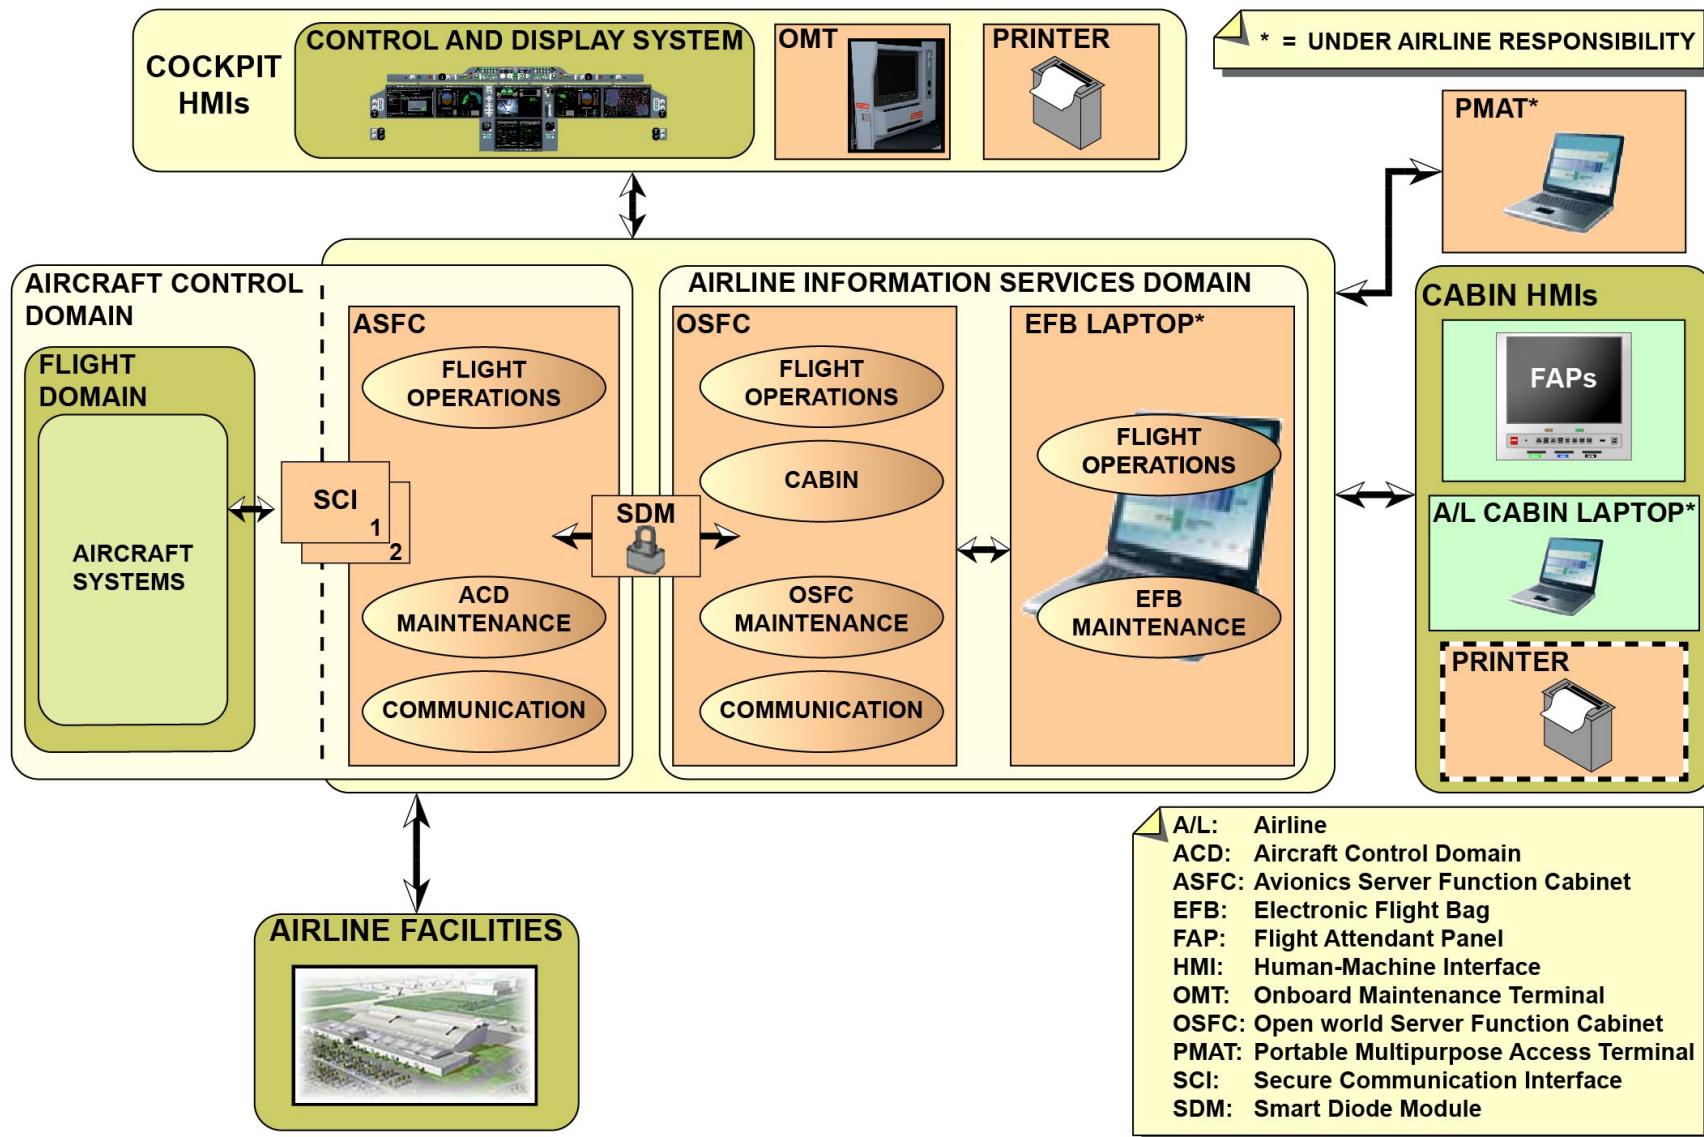 COCKPIT
HMIs
CONTROL AND DISPLAY SYSTEM
OMT
PRINTER
* = UNDER AIRLINE RESPONSIBILITY
PMAT*
AIRCRAFT CONTROL
DOMAIN
FLIGHT
DOMAIN
AIRCRAFT
SYSTEMS
SCI
1
2
ASFC
FLIGHT
OPERATIONS
ACD
MAINTENANCE
COMMUNICATION
SDM
AIRLINE INFORMATION SERVICES DOMAIN
OSFC
FLIGHT
OPERATIONS
CABIN
OSFC
MAINTENANCE
COMMUNICATION
EFB LAPTOP*
FLIGHT
OPERATIONS
EFB
MAINTENANCE
CABIN HMIs
FAPs
A/L CABIN LAPTOP*
PRINTER
AIRLINE FACILITIES
A/L: Airline
ACD: Aircraft Control Domain
ASFC: Avionics Server Function Cabinet
EFB: Electronic Flight Bag
FAP: Flight Attendant Panel
HMI: Human-Machine Interface
OMT: Onboard Maintenance Terminal
OSFC: Open world Server Function Cabinet
PMAT: Portable Multipurpose Access Terminal
SCI: Secure Communication Interface
SDM: Smart Diode Module